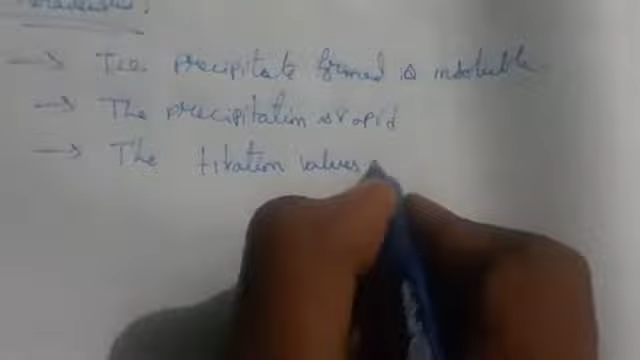 → The precipitate formed is insoluble.
→ The precipitation is rapid
→ The titration values